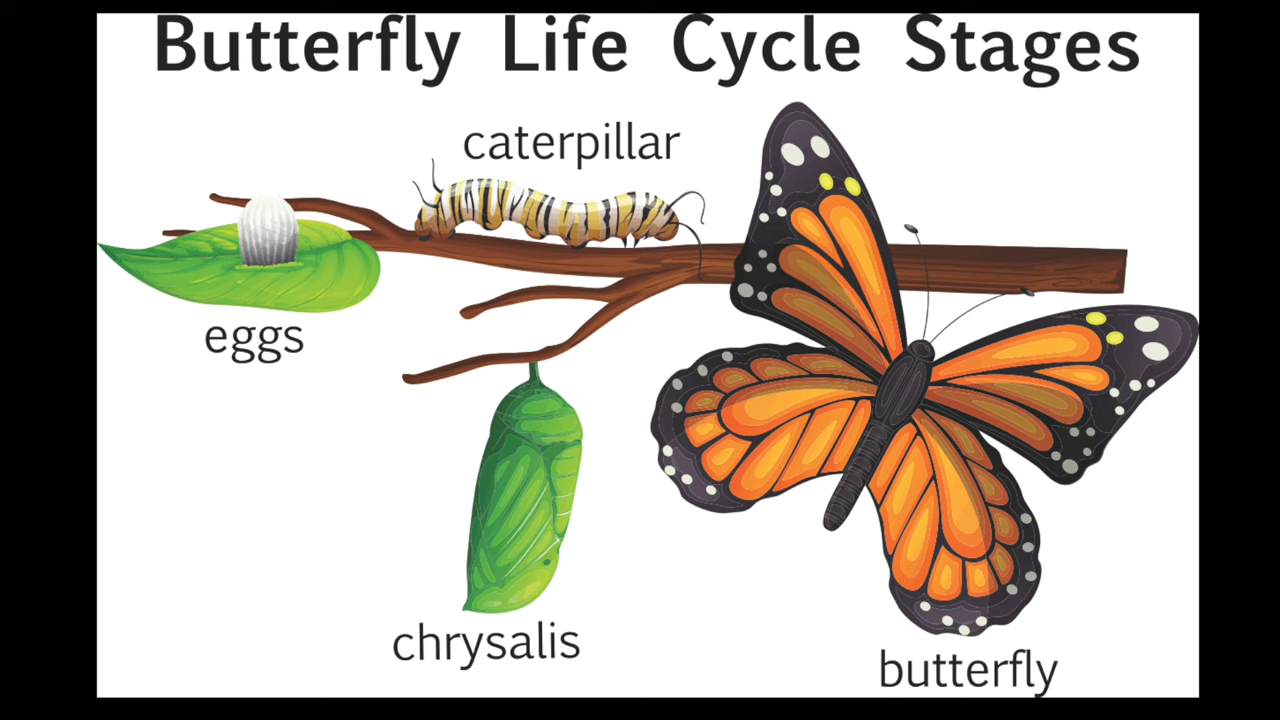 Butterfly Life Cycle Stages
caterpillar
eggs
chrysalis
butterfly